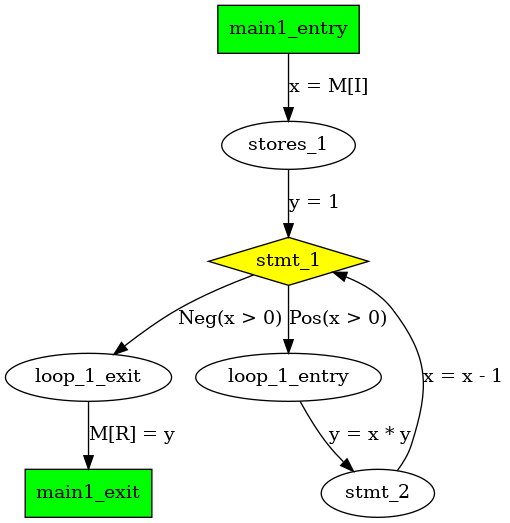 main1_entry
x = M[I]
stores_1
y = 1
stmt_1
Neg(x > 0)
Pos(x > 0)
loop_1_exit
loop_1_entry
x = x - 1
M[R] = y
y = x * y
main1_exit
stmt_2